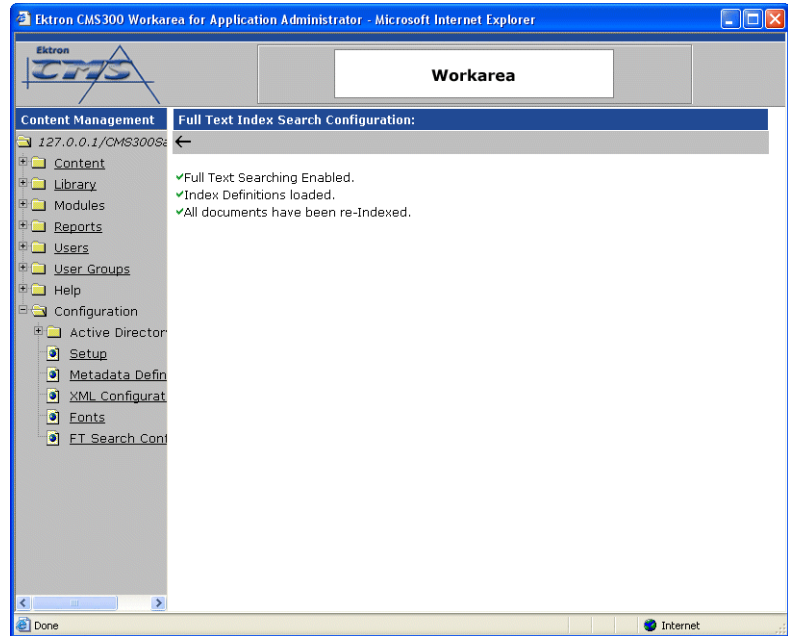 Ektron CMS300 Workarea for Application Administrator - Microsoft Internet Explorer
Ektron
CMS
Workarea
Content Management
Full Text Index Search Configuration:
127.0.0.1/CMS300Sa
Content
Library
Modules
Reports
Users
User Groups
Help
Configuration
Active Director
Setup
Metadata Defin
XML Configurat
Fonts
FT Search Conf
Full Text Searching Enabled.
Index Definitions loaded.
All documents have been re-Indexed.
Done
Internet